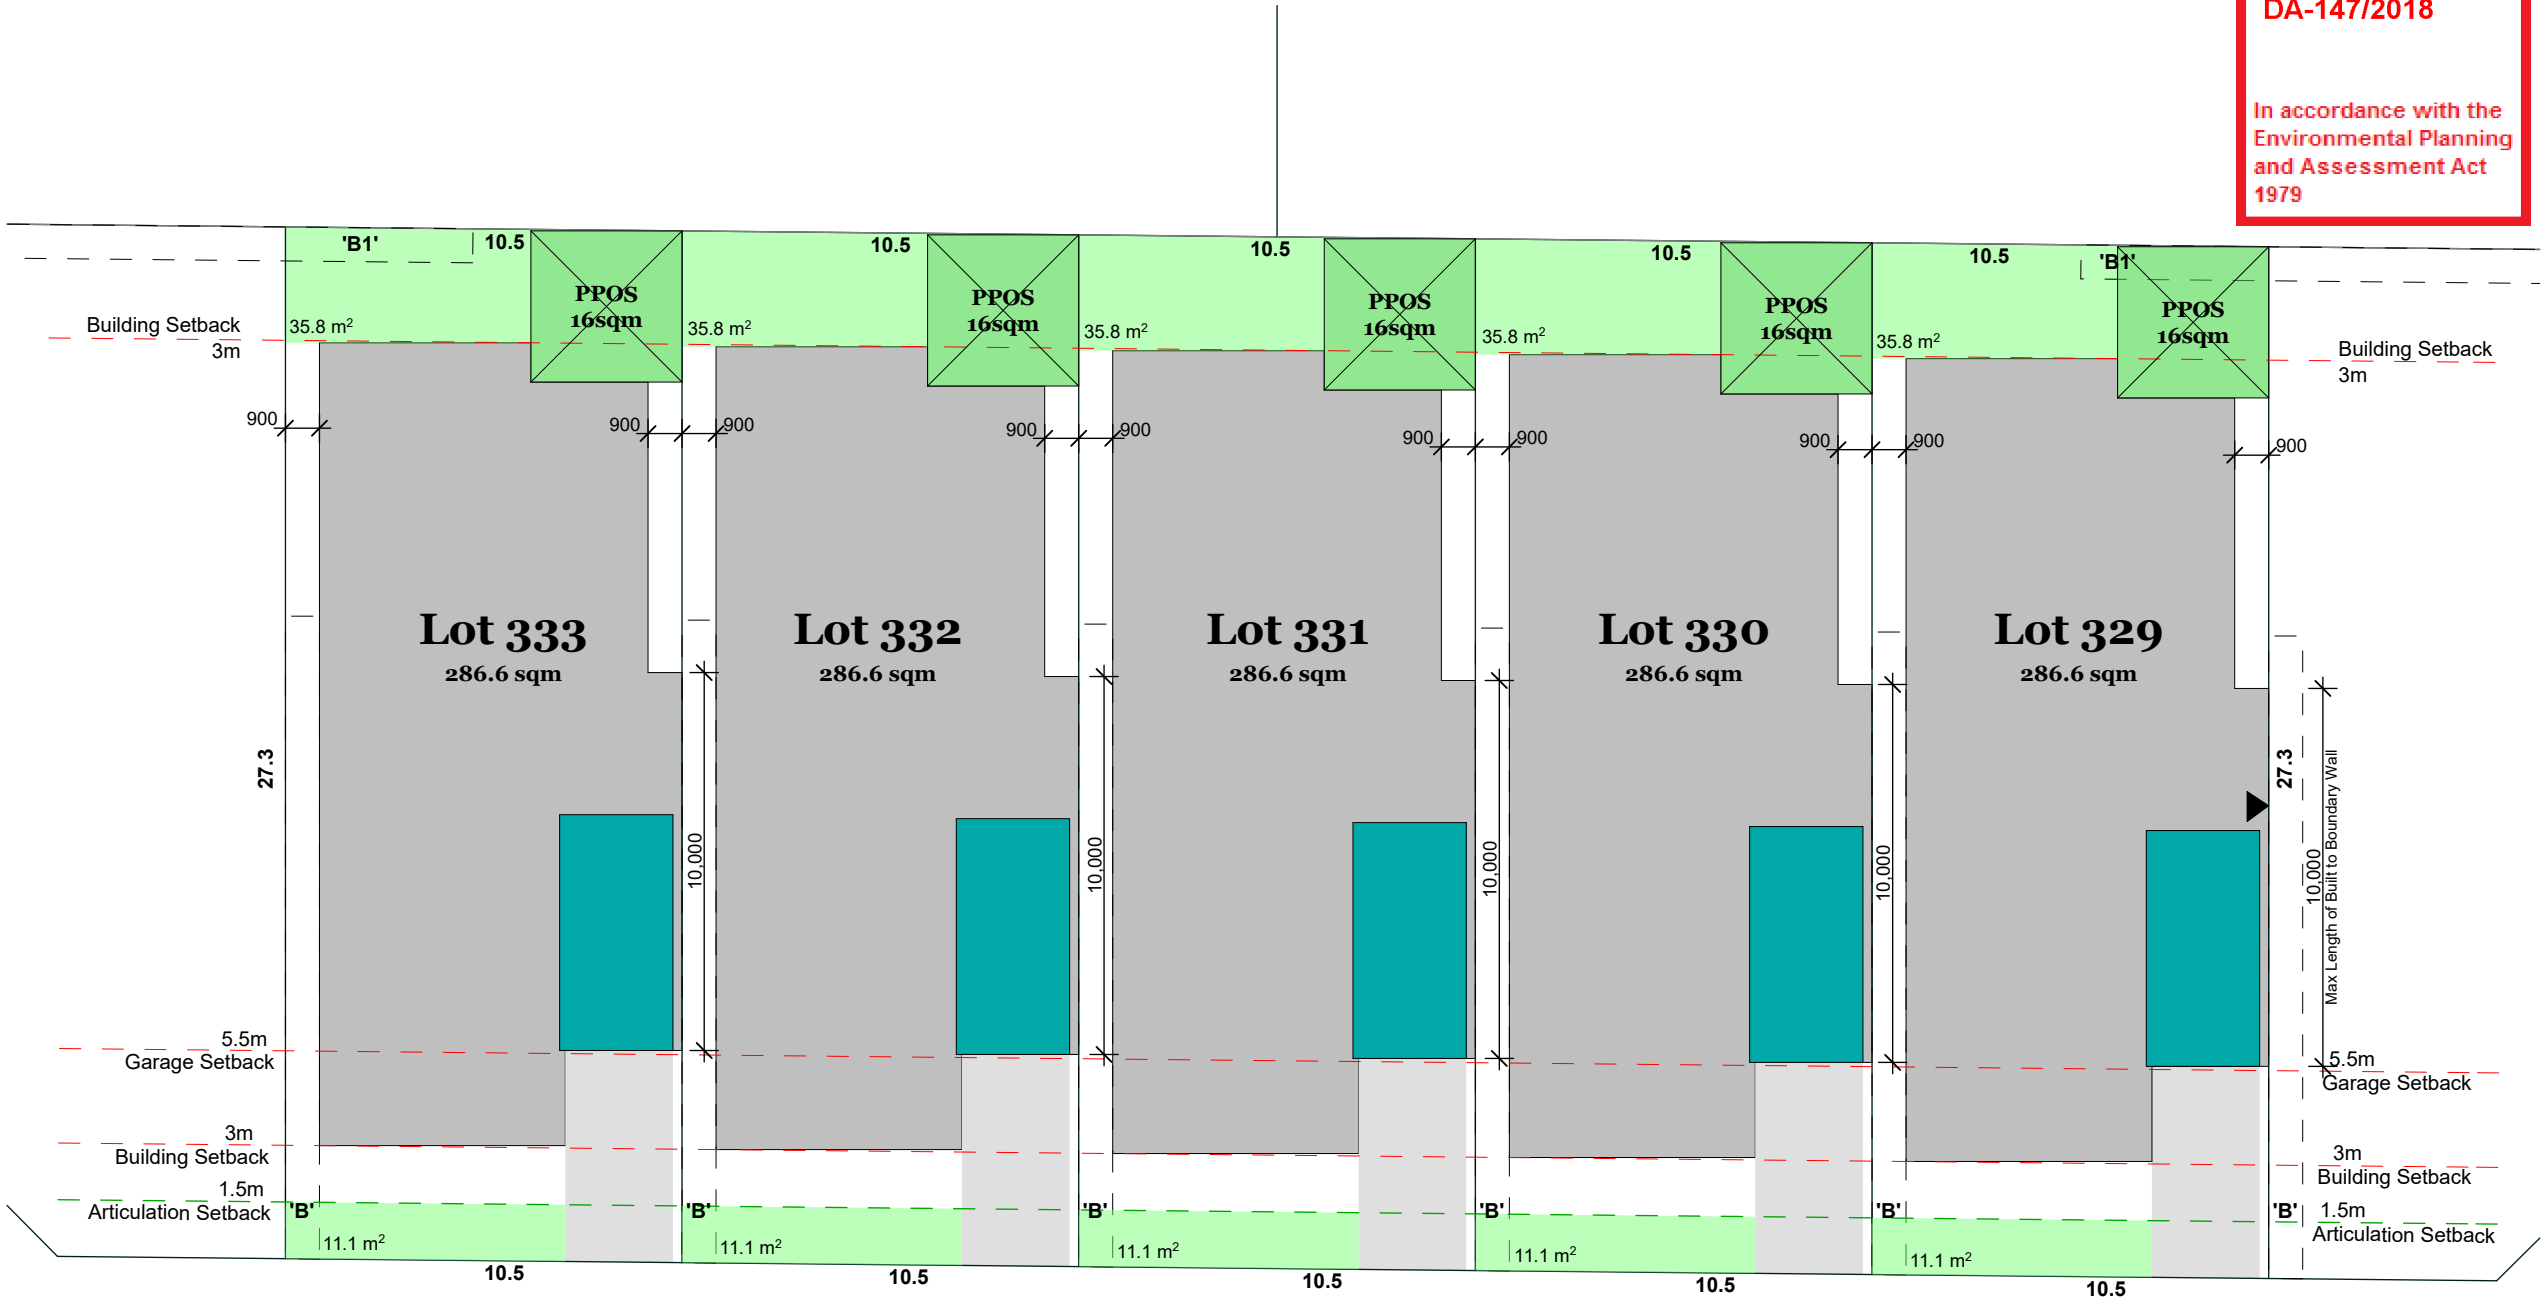 DA-147/2018
In accordance with the
Environmental Planning
and Assessment Act
1979
'B1'
10.5
10.5
10.5
10.5
10.5
'B1'
PPOS
16sqm
PPOS
16sqm
PPOS
16sqm
PPOS
16sqm
PPOS
16sqm
Building Setback
3m
35.8 m²
35.8 m²
35.8 m²
35.8 m²
35.8 m²
Building Setback
3m
900
900
900
900
900
900
900
900
900
900
Lot 333
286.6 sqm
Lot 332
286.6 sqm
Lot 331
286.6 sqm
Lot 330
286.6 sqm
Lot 329
286.6 sqm
27.3
10,000
10,000
10,000
10,000
27.3
10,000
Max Length of Built to Boundary Wall
5.5m
Garage Setback
5.5m
Garage Setback
3m
Building Setback
3m
Building Setback
1.5m
Articulation Setback
'B'
'B'
'B'
'B'
'B'
'B'
1.5m
Articulation Setback
11.1 m²
11.1 m²
11.1 m²
11.1 m²
11.1 m²
10.5
10.5
10.5
10.5
10.5